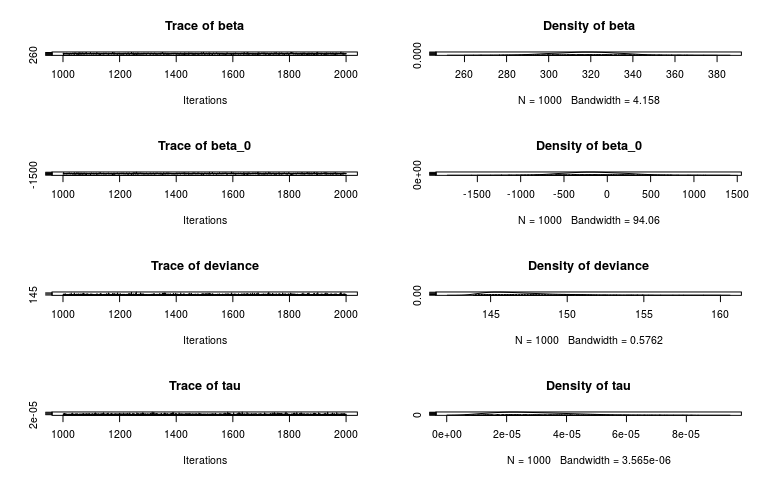 Trace of beta
260
1000 1200 1400 1600 1800 2000
Iterations
Density of beta
0.000
260 280 300 320 340 360 380
N = 1000 Bandwidth = 4.158
Trace of beta_0
-1500
1000 1200 1400 1600 1800 2000
Iterations
Density of beta_0
0e+00
-1500 -1000 -500 0 500 1000 1500
N = 1000 Bandwidth = 94.06
Trace of deviance
145
1000 1200 1400 1600 1800 2000
Iterations
Density of deviance
0.00
145 150 155 160
N = 1000 Bandwidth = 0.5762
Trace of tau
2e-05
1000 1200 1400 1600 1800 2000
Iterations
Density of tau
0
0e+00 2e-05 4e-05 6e-05 8e-05
N = 1000 Bandwidth = 3.565e-06